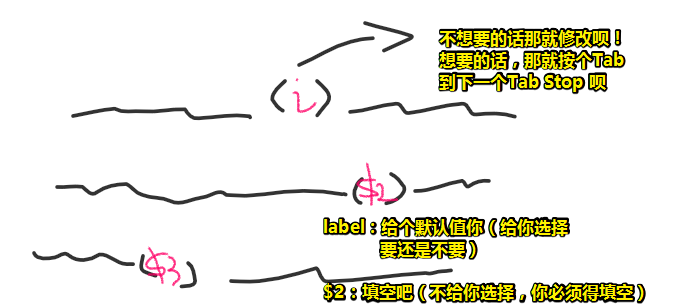 不想要的话那就修改呗！
想要的话，那就按个Tab
到下一个Tab Stop 呗
(i)
($2)
label：给个默认值你（给你选择
要还是不要）
($3)
$2：填空吧（不给你选择，你必须得填空）